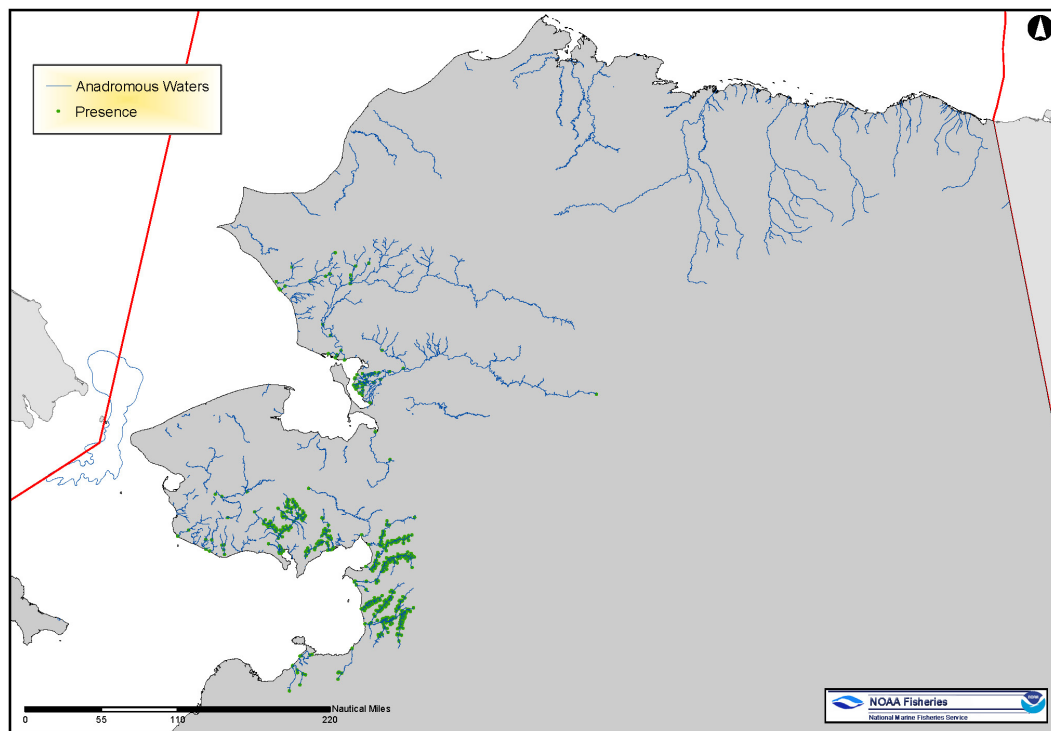 Anadromous Waters
Presence
Nautical Miles
0 55 110 220
NOAA Fisheries
National Marine Fisheries Service